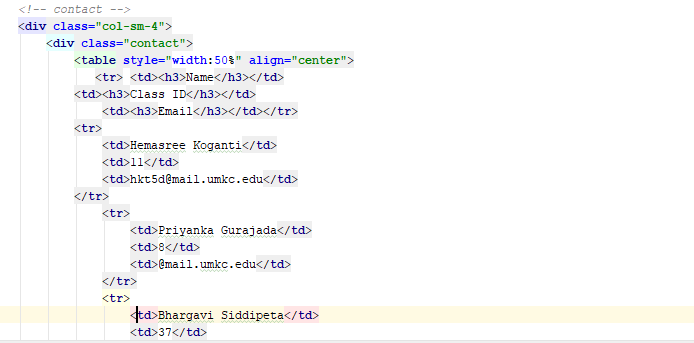 <!-- contact -->
<div class="col-sm-4">
<div class="contact">
<table style="width:50%" align="center">
<tr> <td><h3>Name</h3></td>
<td><h3>Class ID</h3></td>
<td><h3>Email</h3></td></tr>
<tr>
<td>Hemasree Koganti</td>
<td>11</td>
<td>hkt5d@mail.umkc.edu</td>
</tr>
<tr>
<td>Priyanka Gurajada</td>
<td>8</td>
<td>@mail.umkc.edu</td>
</tr>
<tr>
<td>Bhargavi Siddipeta</td>
<td>37</td>